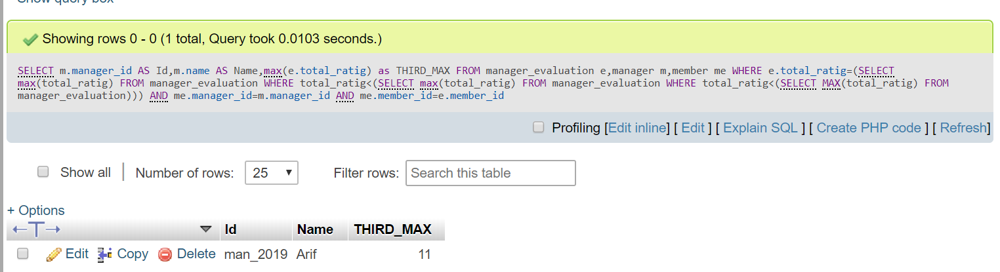 Show query box
Showing rows 0 - 0 (1 total, Query took 0.0103 seconds.)
SELECT m.manager_id AS Id,m.name AS Name,max(e.total_ratig) as THIRD_MAX FROM manager_evaluation e,manager m,member me WHERE e.total_ratig=(SELECT
max(total_ratig) FROM manager_evaluation WHERE total_ratig<(SELECT max(total_ratig) FROM manager_evaluation WHERE total_ratig<(SELECT MAX(total_ratig) FROM
manager_evaluation))) AND me.manager_id=m.manager_id AND me.member_id=e.member_id
Profiling [Edit inline] [ Edit ] [ Explain SQL ] [ Create PHP code ] [ Refresh]
Show all Number of rows: 25 Filter rows: Search this table
+ Options
←T→ Id Name THIRD_MAX
Edit Copy Delete man_2019 Arif 11